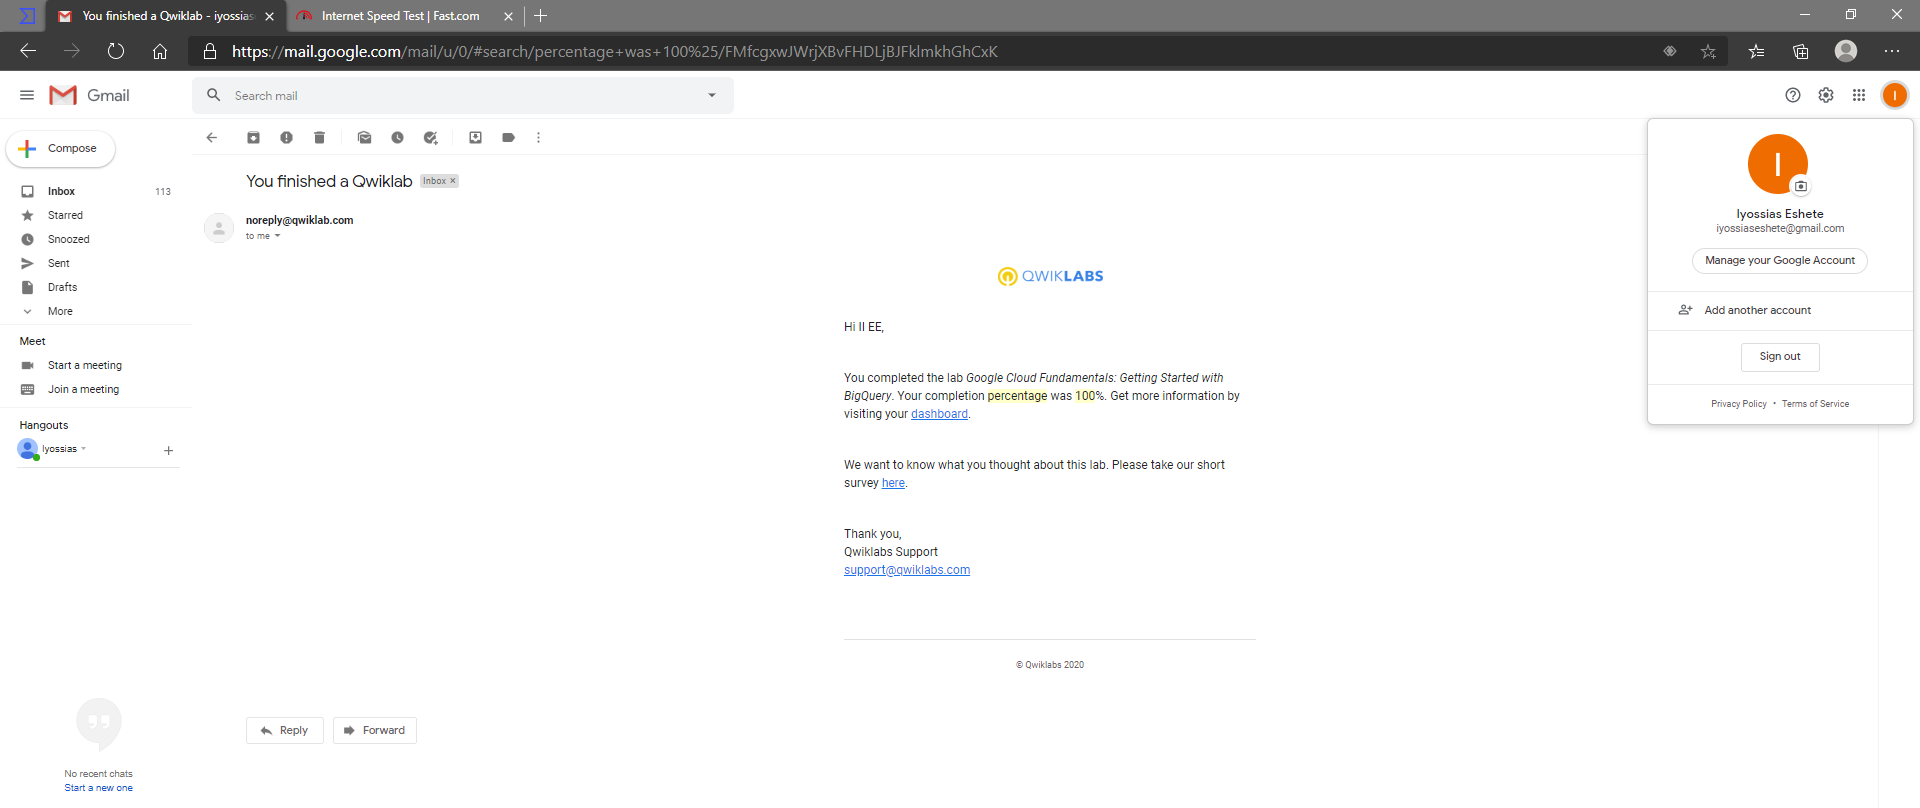 You finished a Qwiklab - iyossias
Internet Speed Test | Fast.com
https://mail.google.com/mail/u/0/#search/percentage+was+100%25/FMfcgxwJWrjXBvFHDLjBJFklmkhGhCxK
Gmail
Search mail
I
Compose
Inbox 113
Starred
Snoozed
Sent
Drafts
More
Meet
Start a meeting
Join a meeting
Hangouts
Iyossias
No recent chats
Start a new one
You finished a Qwiklab Inbox ×
noreply@qwiklab.com
to me
QWIKLABS
Hi II EE,
You completed the lab Google Cloud Fundamentals: Getting Started with
BigQuery. Your completion percentage was 100%. Get more information by
visiting your dashboard.
We want to know what you thought about this lab. Please take our short
survey here.
Thank you,
Qwiklabs Support
support@qwiklabs.com
© Qwiklabs 2020
Reply Forward
I
Iyossias Eshete
iyossiaseshete@gmail.com
Manage your Google Account
Add another account
Sign out
Privacy Policy • Terms of Service